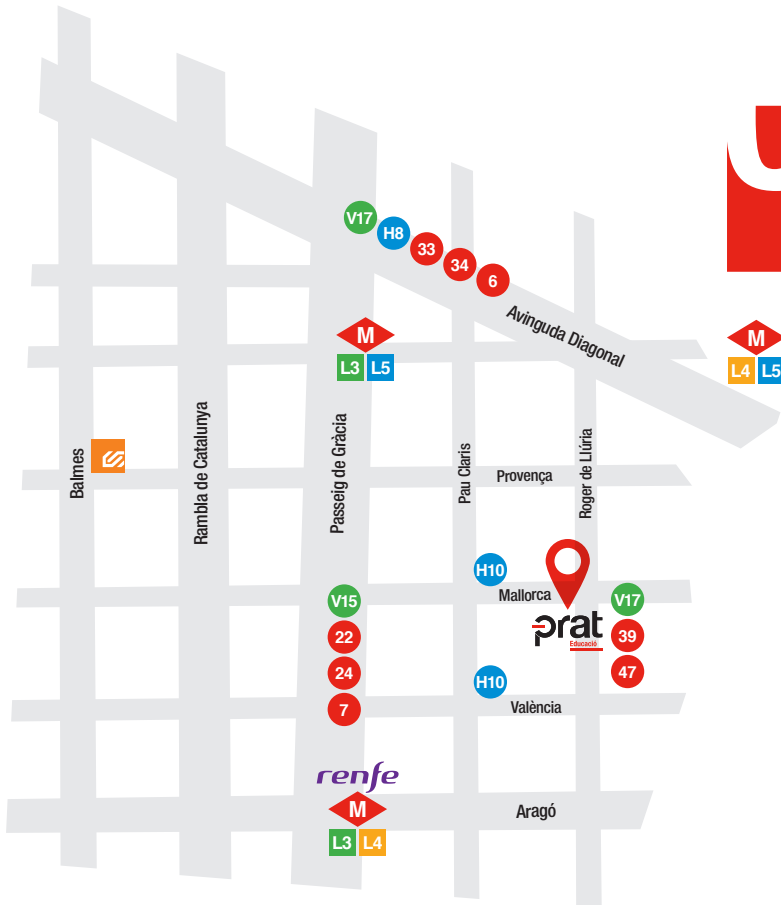 V17
H8
33
34
6
Avinguda Diagonal
M
L3 L5
M
L4 L5
Balmes
Rambla de Catalunya
Passeig de Gràcia
Pau Claris
Roger de Llúria
Provença
H10
Mallorca
V15
22
24
7
prat
Educació
V17
39
47
H10
València
renfe
M
L3 L4
Aragó